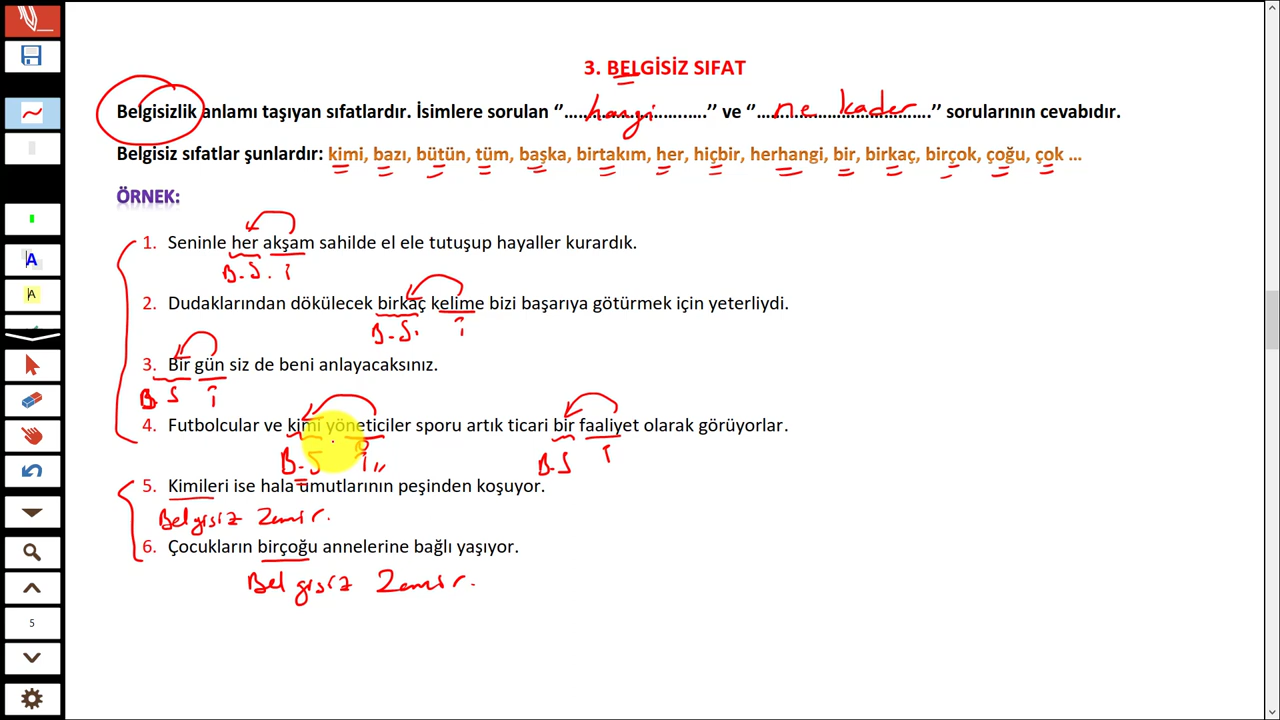 3. BELGİSİZ SIFAT
Belgisizlik anlamı taşıyan sıfatlardır. İsimlere sorulan ‘’…hangi……’’ ve ‘’…ne kader…’’ sorularının cevabıdır.
Belgisiz sıfatlar şunlardır: kimi, bazı, bütün, tüm, başka, birtakım, her, hiçbir, herhangi, bir, birkaç, birçok, çoğu, çok …
ÖRNEK:
1. Seninle her akşam sahilde el ele tutuşup hayaller kurardık.
B.S. i
2. Dudaklarından dökülecek birkaç kelime bizi başarıya götürmek için yeterliydi.
B.S. i
3. Bir gün siz de beni anlayacaksınız.
B S i
4. Futbolcular ve kimi yöneticiler sporu artık ticari bir faaliyet olarak görüyorlar.
B.S i B.S i
5. Kimileri ise hala umutlarının peşinden koşuyor.
Belgisiz Zamir.
6. Çocukların birçoğu annelerine bağlı yaşıyor.
Belgisiz Zamir.
A
A
5